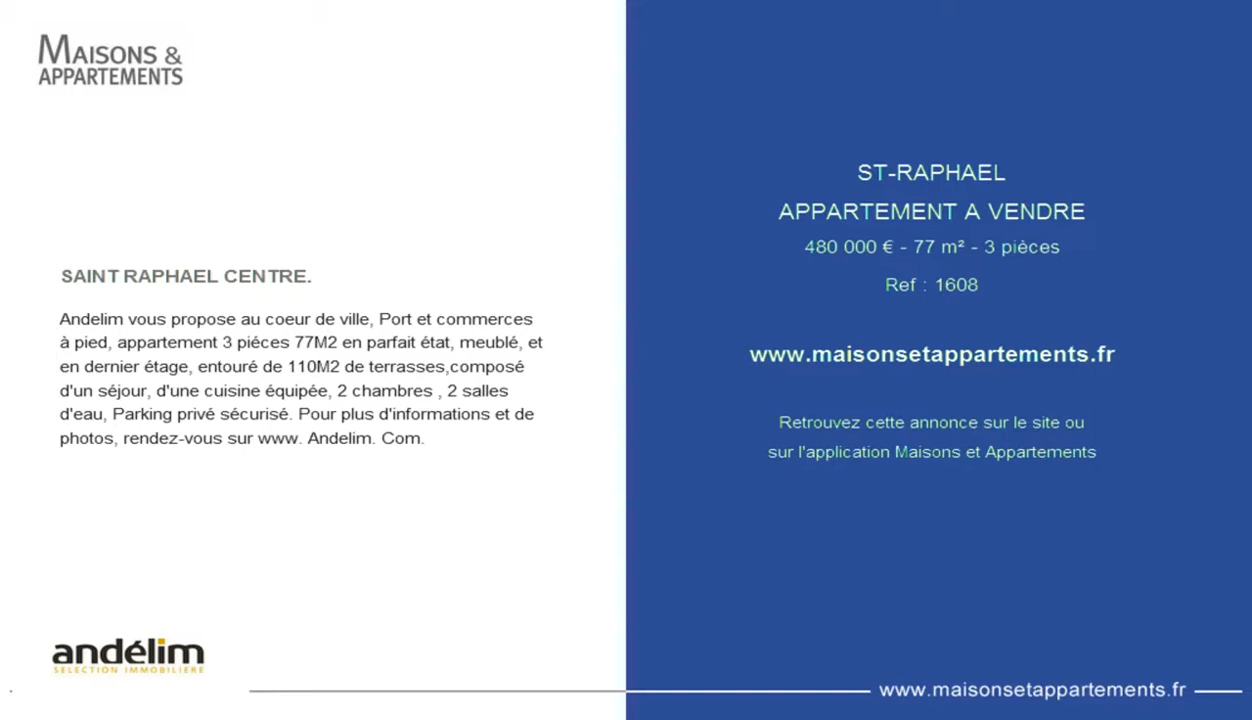 MAISONS &
APPARTEMENTS
SAINT RAPHAEL CENTRE.
Andelim vous propose au coeur de ville, Port et commerces
à pied, appartement 3 piéces 77M2 en parfait état, meublé, et
en dernier étage, entouré de 110M2 de terrasses,composé
d'un séjour, d'une cuisine équipée, 2 chambres , 2 salles
d'eau, Parking privé sécurisé. Pour plus d'informations et de
photos, rendez-vous sur www. Andelim. Com.
andélim
SELECTION IMMOBILIERE
ST-RAPHAEL
APPARTEMENT A VENDRE
480 000 € - 77 m² - 3 pièces
Ref : 1608
www.maisonsetappartements.fr
Retrouvez cette annonce sur le site ou
sur l'application Maisons et Appartements
www.maisonsetappartements.fr